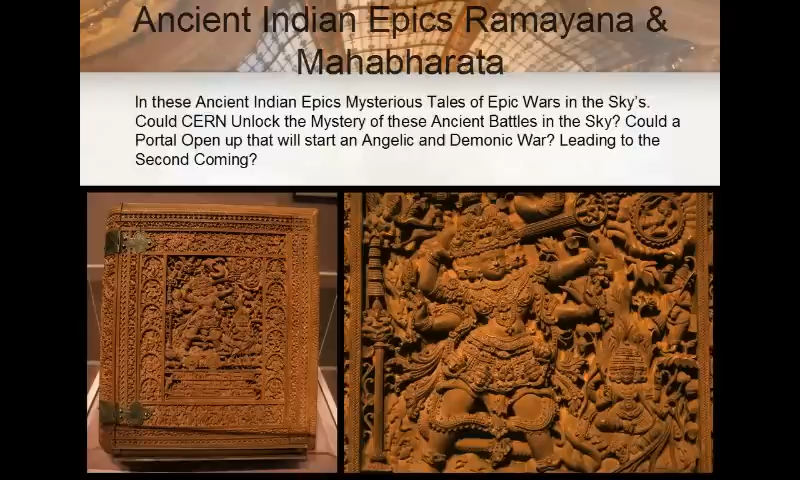 Ancient Indian Epics Ramayana &
Mahabharata
In these Ancient Indian Epics Mysterious Tales of Epic Wars in the Sky's.
Could CERN Unlock the Mystery of these Ancient Battles in the Sky? Could a
Portal Open up that will start an Angelic and Demonic War? Leading to the
Second Coming?